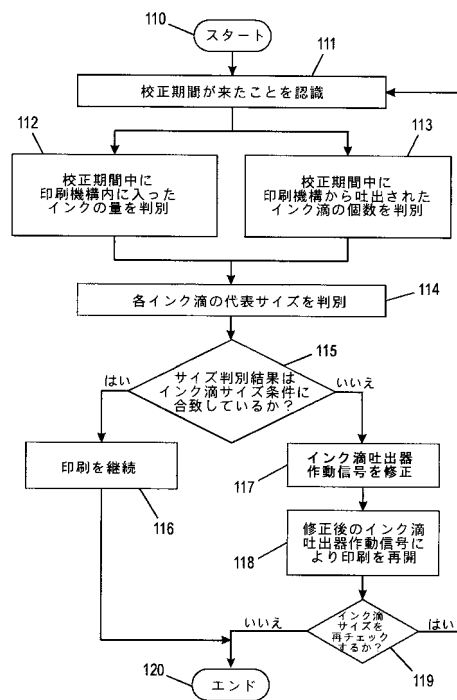 110
スタート
111
校正期間が来たことを認識
112
校正期間中に
印刷機構内に入った
インクの量を判別
113
校正期間中に
印刷機構から吐出された
インク滴の個数を判別
各インク滴の代表サイズを判別
114
115
サイズ判別結果は
インク滴サイズ条件に
合致しているか？
はい
いいえ
印刷を継続
116
インク滴吐出器
作動信号を修正
117
修正後のインク滴
吐出器作動信号に
より印刷を再開
118
インク滴
サイズを
再チェック
するか？
いいえ
はい
119
120
エンド